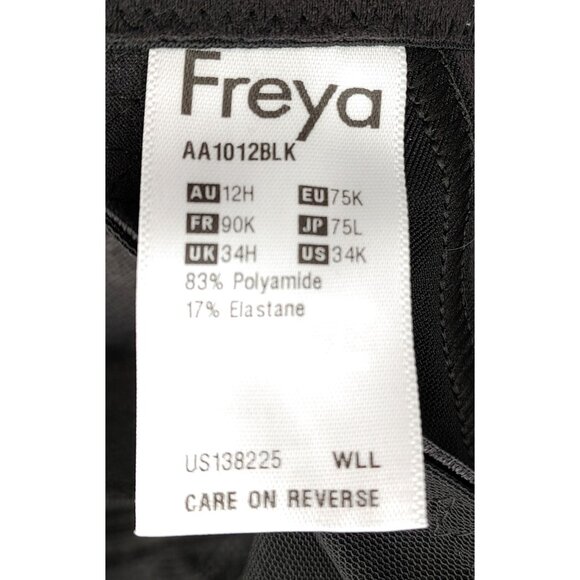 Freya
AA1012BLK
AU 12H EU 75K
FR 90K JP 75L
UK 34H US 34K
83% Polyamide
17% Elastane
US138225 WLL
CARE ON REVERSE